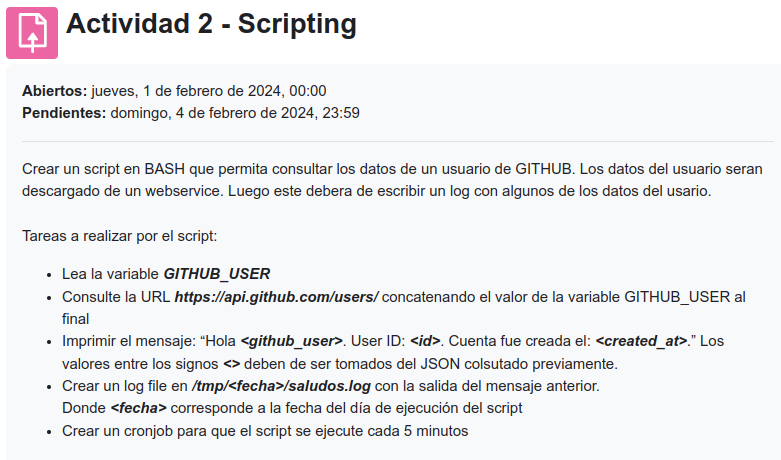 Actividad 2 - Scripting
Abiertos: jueves, 1 de febrero de 2024, 00:00
Pendientes: domingo, 4 de febrero de 2024, 23:59
Crear un script en BASH que permita consultar los datos de un usuario de GITHUB. Los datos del usuario seran
descargado de un webservice. Luego este debera de escribir un log con algunos de los datos del usario.
Tareas a realizar por el script:
• Lea la variable GITHUB_USER
• Consulte la URL https://api.github.com/users/ concatenando el valor de la variable GITHUB_USER al
final
• Imprimir el mensaje: “Hola <github_user>. User ID: <id>. Cuenta fue creada el: <created_at>.” Los
valores entre los signos <> deben de ser tomados del JSON colsutado previamente.
• Crear un log file en /tmp/<fecha>/saludos.log con la salida del mensaje anterior.
Donde <fecha> corresponde a la fecha del día de ejecución del script
• Crear un cronjob para que el script se ejecute cada 5 minutos